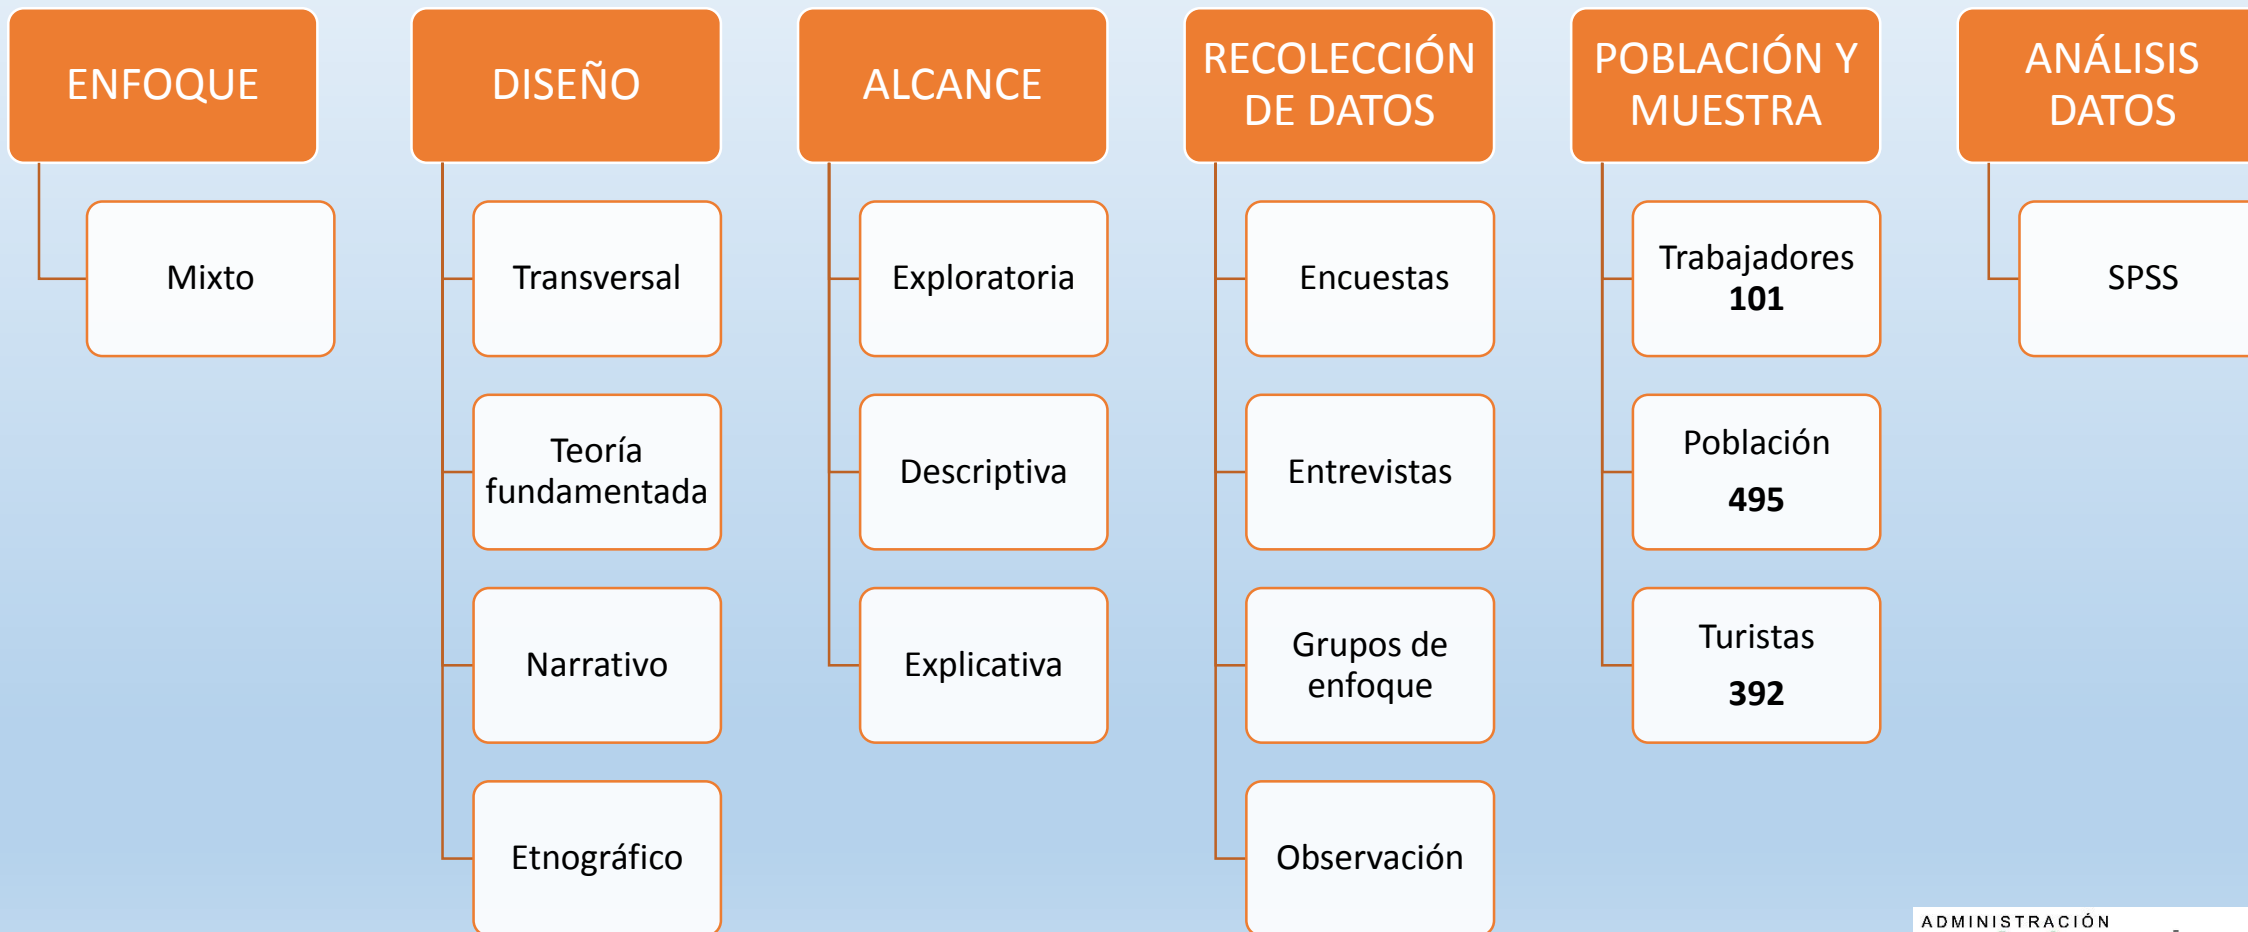 ENFOQUE
Mixto
DISEÑO
Transversal
Teoría
fundamentada
Narrativo
Etnográfico
ALCANCE
Exploratoria
Descriptiva
Explicativa
RECOLECCIÓN
DE DATOS
Encuestas
Entrevistas
Grupos de
enfoque
Observación
POBLACIÓN Y
MUESTRA
Trabajadores
101
Población
495
Turistas
392
ANÁLISIS
DATOS
SPSS
ADMINISTRACIÓN